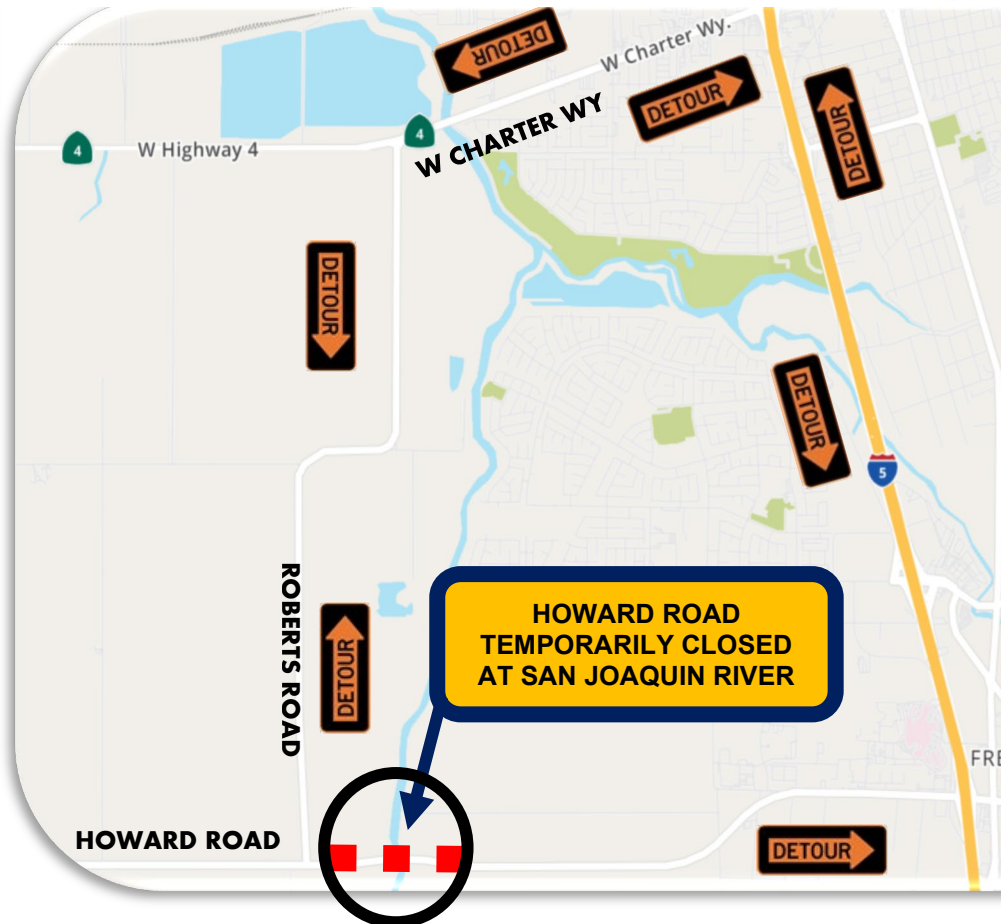 DETOUR
W Charter Wy.
DETOUR
DETOUR
4
W Highway 4
4
W CHARTER WY
DETOUR
DETOUR
5
ROBERTS ROAD
DETOUR
HOWARD ROAD
TEMPORARILY CLOSED
AT SAN JOAQUIN RIVER
FRE
HOWARD ROAD
DETOUR